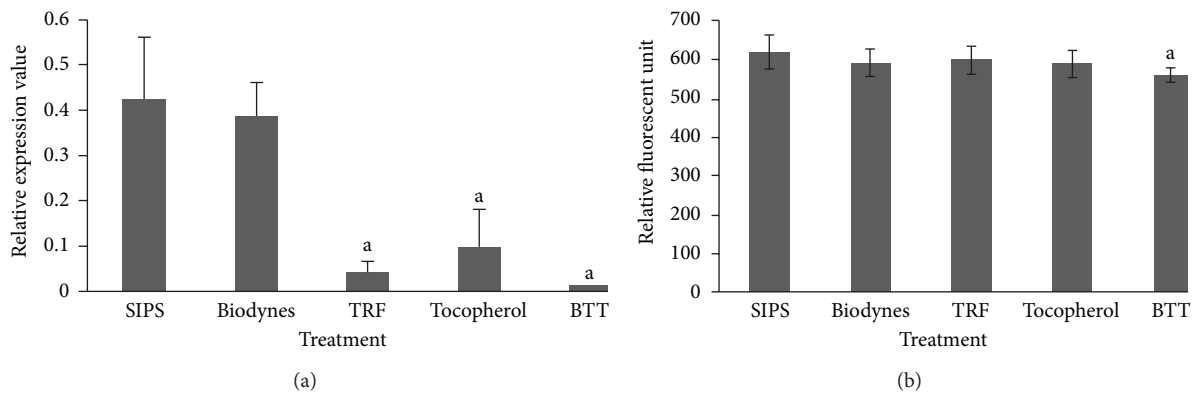 0.6
0.5
0.4
0.3
0.2
0.1
0
Relative expression value
a
a
a
SIPS Biodynes TRF Tocopherol BTT
Treatment
(a)
700
600
500
400
300
200
100
0
Relative fluorescent unit
a
SIPS Biodynes TRF Tocopherol BTT
Treatment
(b)